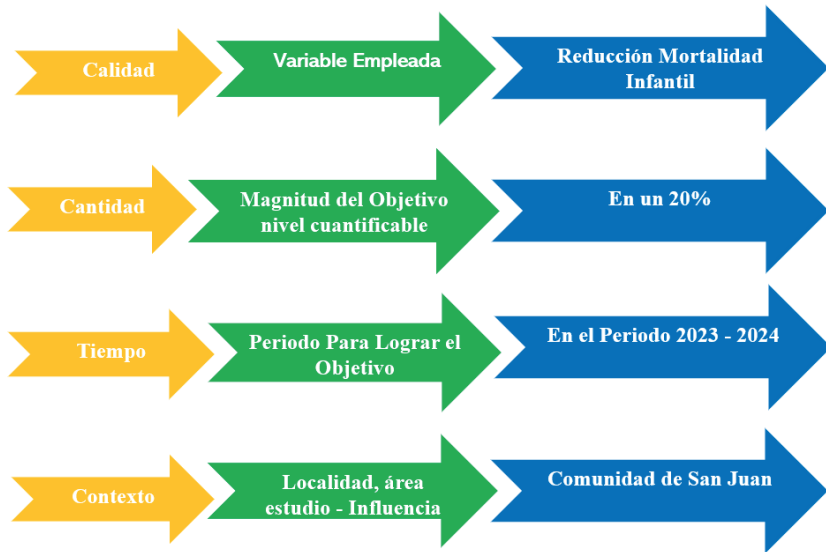 Calidad
Variable Empleada
Reducción Mortalidad
Infantil
Cantidad
Magnitud del Objetivo
nivel cuantificable
En un 20%
Tiempo
Periodo Para Lograr el
Objetivo
En el Periodo 2023 - 2024
Contexto
Localidad, área
estudio - Influencia
Comunidad de San Juan